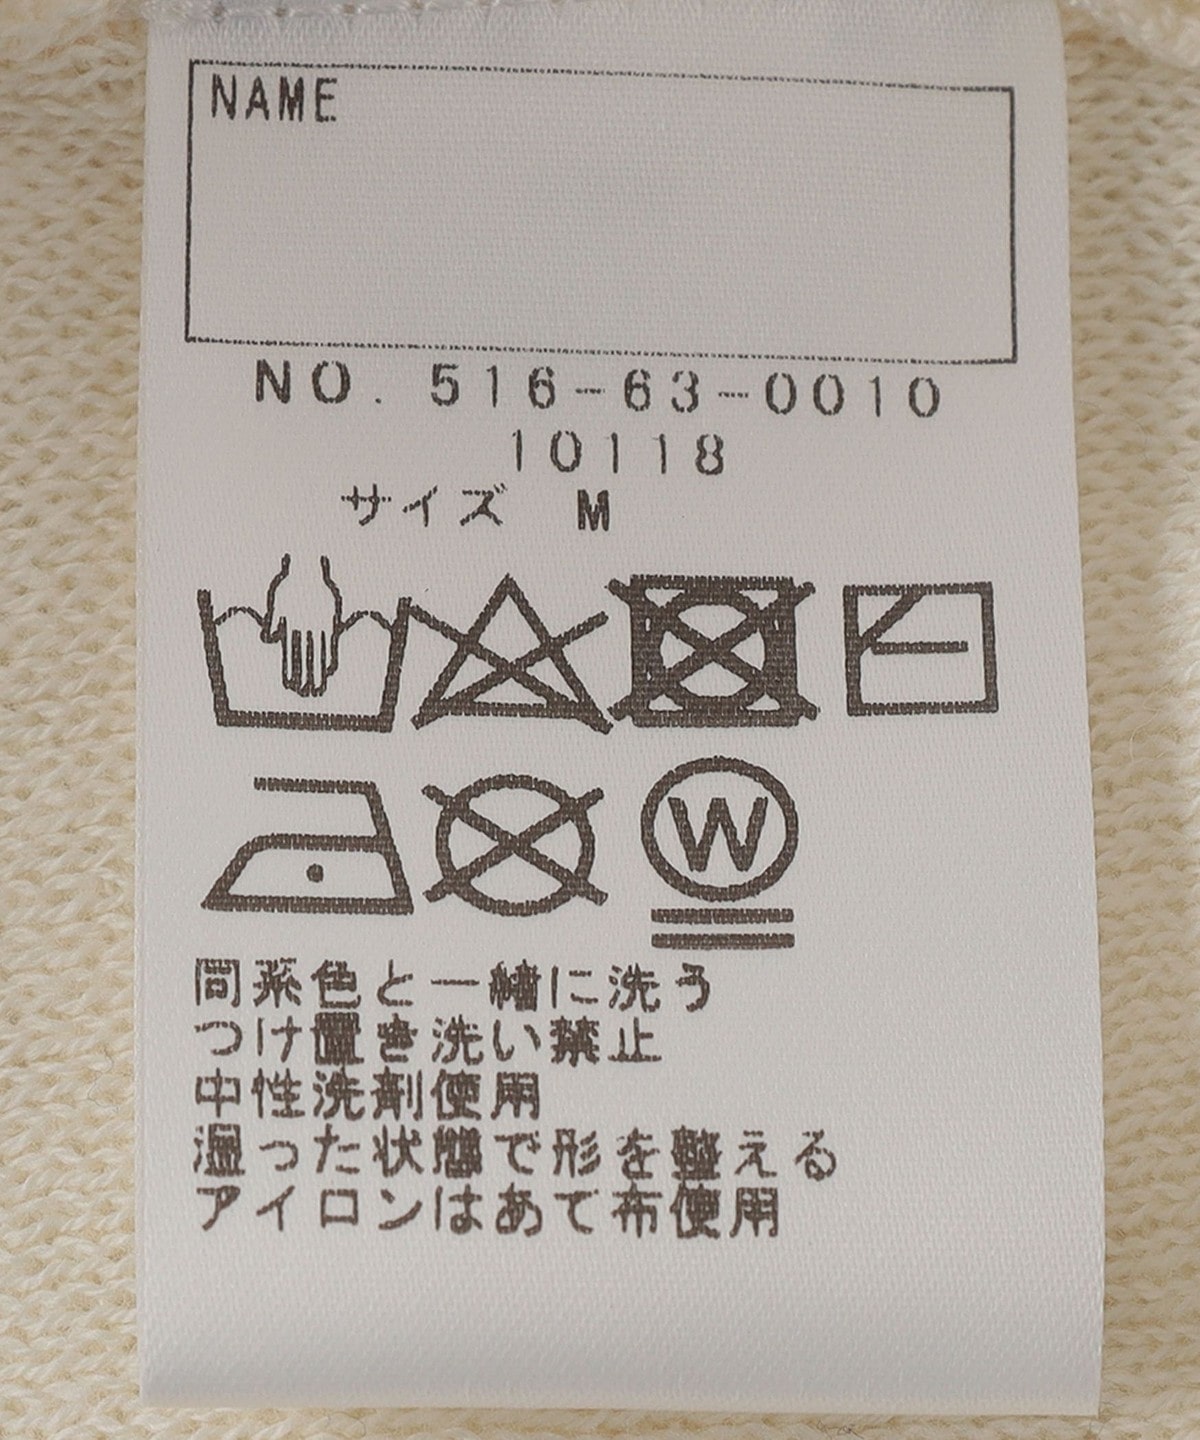 NAME
NO. 516-63-0010
10118
サイズ M
W
同系色と一緒に洗う
つけ置き洗い禁止
中性洗剤使用
湿った状態で形を整える
アイロンはあて布使用